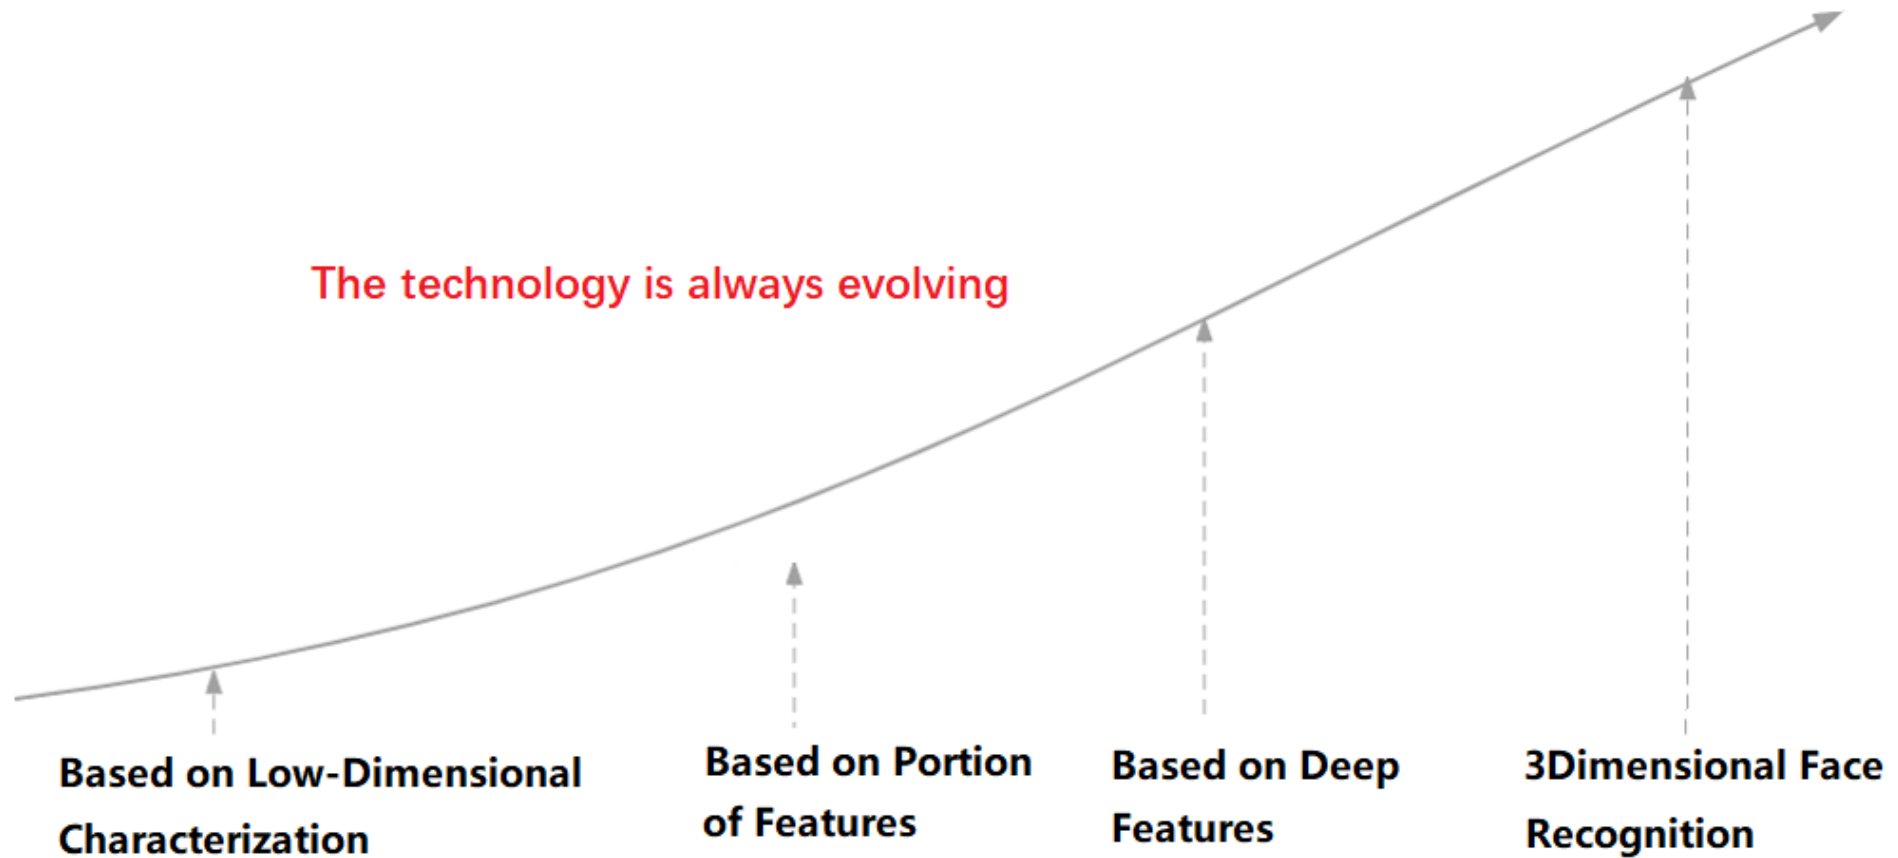 The technology is always evolving
Based on Low-Dimensional
Characterization
Based on Portion
of Features
Based on Deep
Features
3Dimensional Face
Recognition